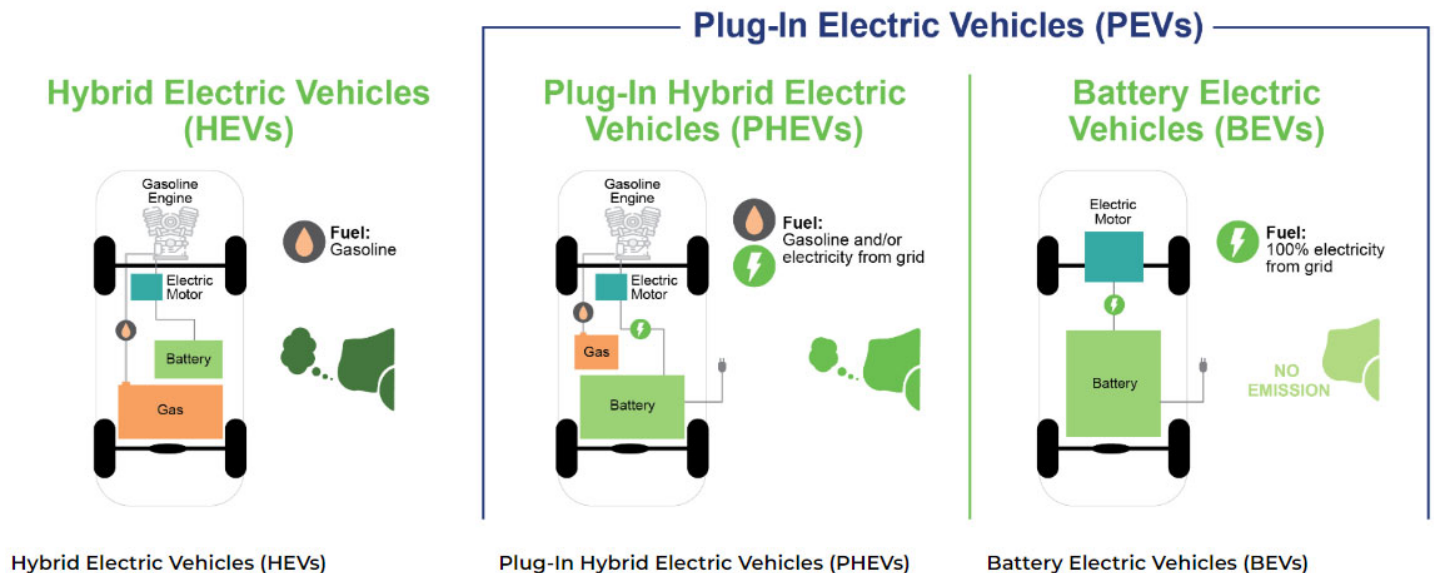 Plug-In Electric Vehicles (PEVs)
Hybrid Electric Vehicles
(HEVs)
Gasoline
Engine
Fuel:
Gasoline
Electric
Motor
Battery
Gas
Plug-In Hybrid Electric
Vehicles (PHEVs)
Gasoline
Engine
Fuel:
Gasoline and/or
electricity from grid
Electric
Motor
Gas
Battery
Battery Electric
Vehicles (BEVs)
Electric
Motor
Fuel:
100% electricity
from grid
Battery
NO
EMISSION
Hybrid Electric Vehicles (HEVs)
Plug-In Hybrid Electric Vehicles (PHEVs)
Battery Electric Vehicles (BEVs)